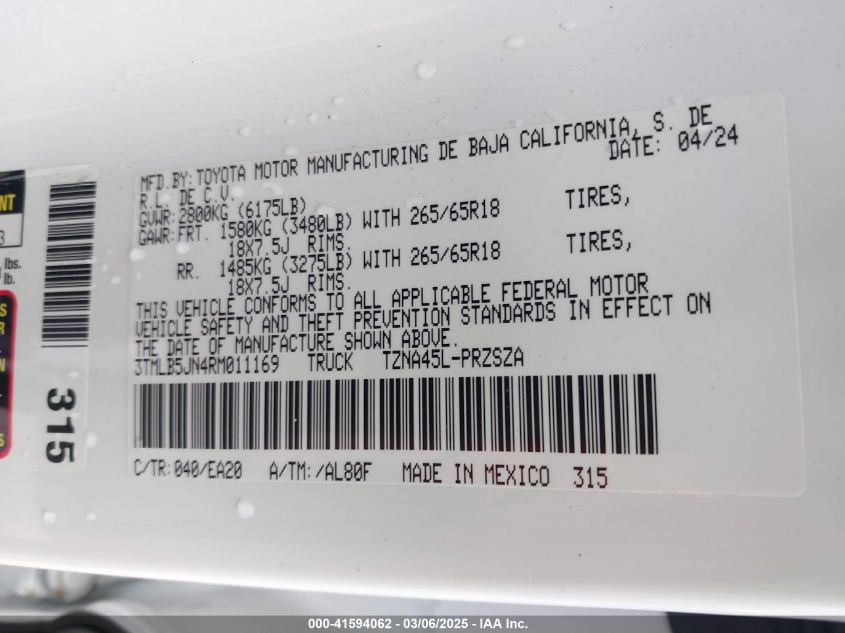 MFD.BY:TOYOTA MOTOR MANUFACTURING DE BAJA CALIFORNIA, S. DE
R.L. DE C.V. DATE: 04/24
GVWR:2800KG (6175LB)
GAWR:FRT. 1580KG (3480LB) WITH 265/65R18 TIRES,
18X7.5J RIMS.
RR. 1485KG (3275LB) WITH 265/65R18 TIRES,
18X7.5J RIMS.
THIS VEHICLE CONFORMS TO ALL APPLICABLE FEDERAL MOTOR
VEHICLE SAFETY AND THEFT PREVENTION STANDARDS IN EFFECT ON
THE DATE OF MANUFACTURE SHOWN ABOVE.
3TMLB5JN4RM011169 TRUCK TZNA45L-PRZSZA
C/TR:040/EA20 A/TM:/AL80F MADE IN MEXICO 315
315
lbs.
lb.
000-41594062 - 03/06/2025 - IAA Inc.